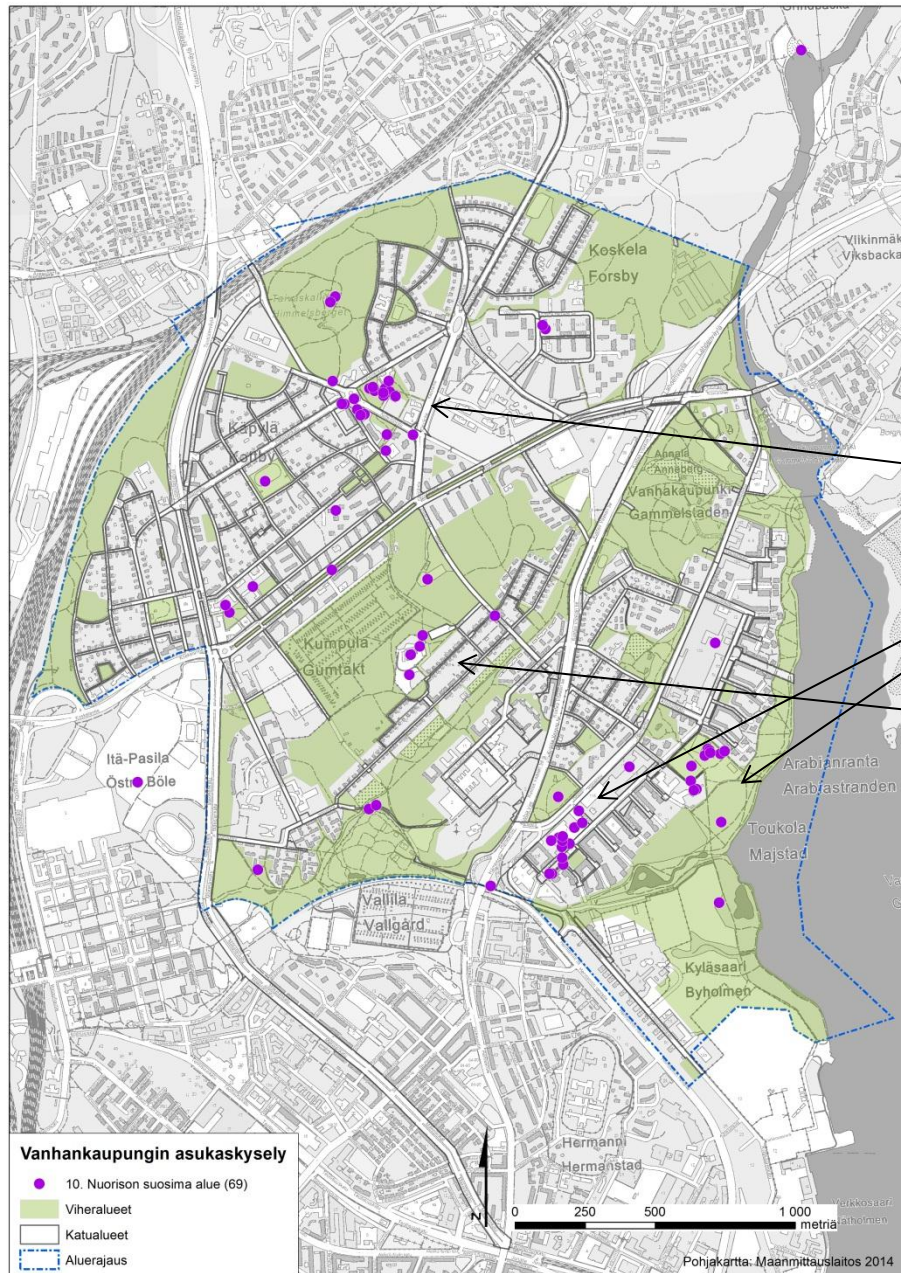 Viikinmäk
Viksbacka
Koskela
Forsby
Käpylä
Kottby
Annala
Anneberg
Vanhakaupunki
Gammelstaden
Kumpula
Gumtäkt
Itä-Pasila
Östra Böle
Arabianranta
Arabiastranden
Toukola
Majstad
Vallila
Vallgård
Kyläsaari
Byholmen
Hermanni
Hermanstad
Vanhankaupungin asukaskysely
10. Nuorison suosima alue (69)
Viheralueet
Katualueet
Aluerajaus
N
0 250 500 1 000
metriä
Pohjakartta: Maanmittauslaitos 2014